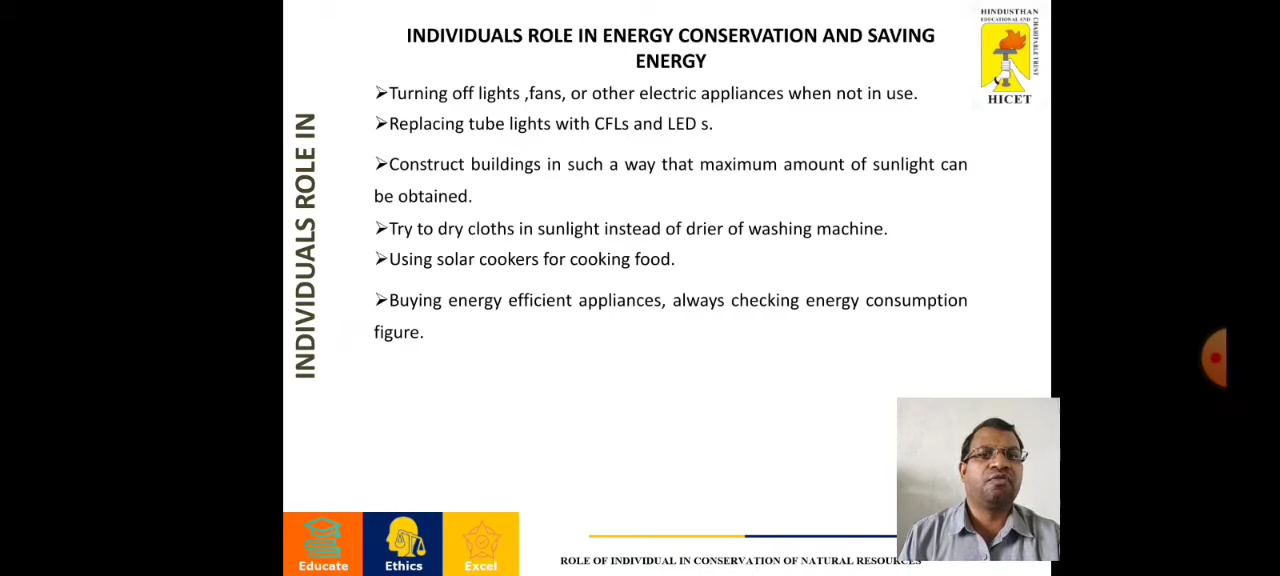 INDIVIDUALS ROLE IN ENERGY CONSERVATION AND SAVING
ENERGY
➢Turning off lights ,fans, or other electric appliances when not in use.
➢Replacing tube lights with CFLs and LED s.
➢Construct buildings in such a way that maximum amount of sunlight can
be obtained.
➢Try to dry cloths in sunlight instead of drier of washing machine.
➢Using solar cookers for cooking food.
➢Buying energy efficient appliances, always checking energy consumption
figure.
INDIVIDUALS ROLE IN
HINDUSTHAN
EDUCATIONAL AND
CHARITABLE TRUST
HICET
Educate
Ethics
Excel
ROLE OF INDIVIDUAL IN CONSERVATION OF NATURAL RESOURCES